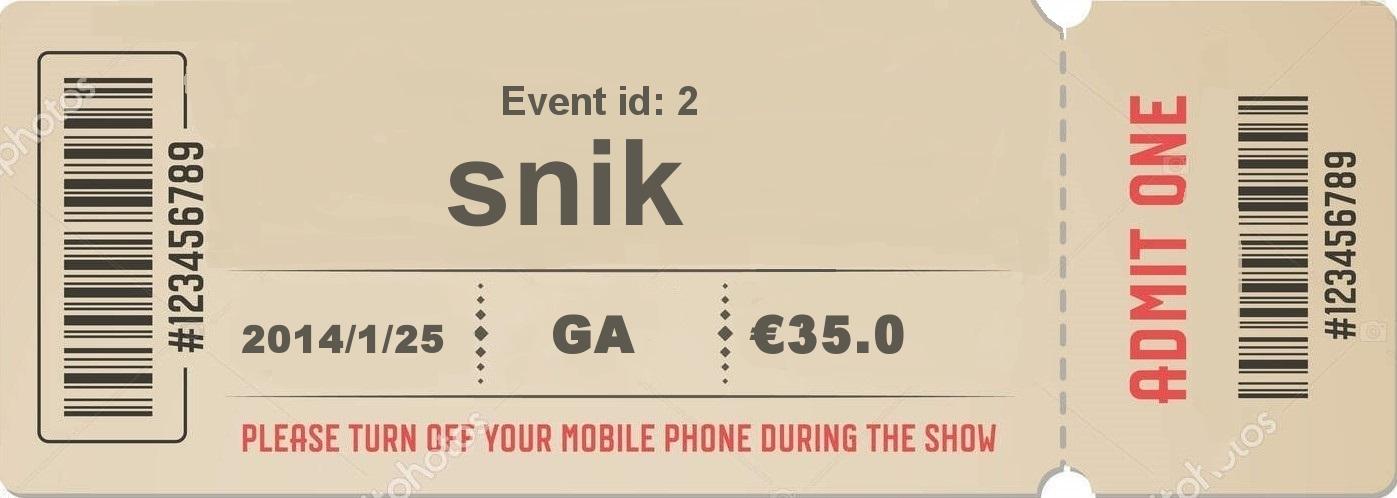 #123456789
Event id: 2
snik
2014/1/25 GA €35.0
PLEASE TURN OFF YOUR MOBILE PHONE DURING THE SHOW
ADMIT ONE
#123456789